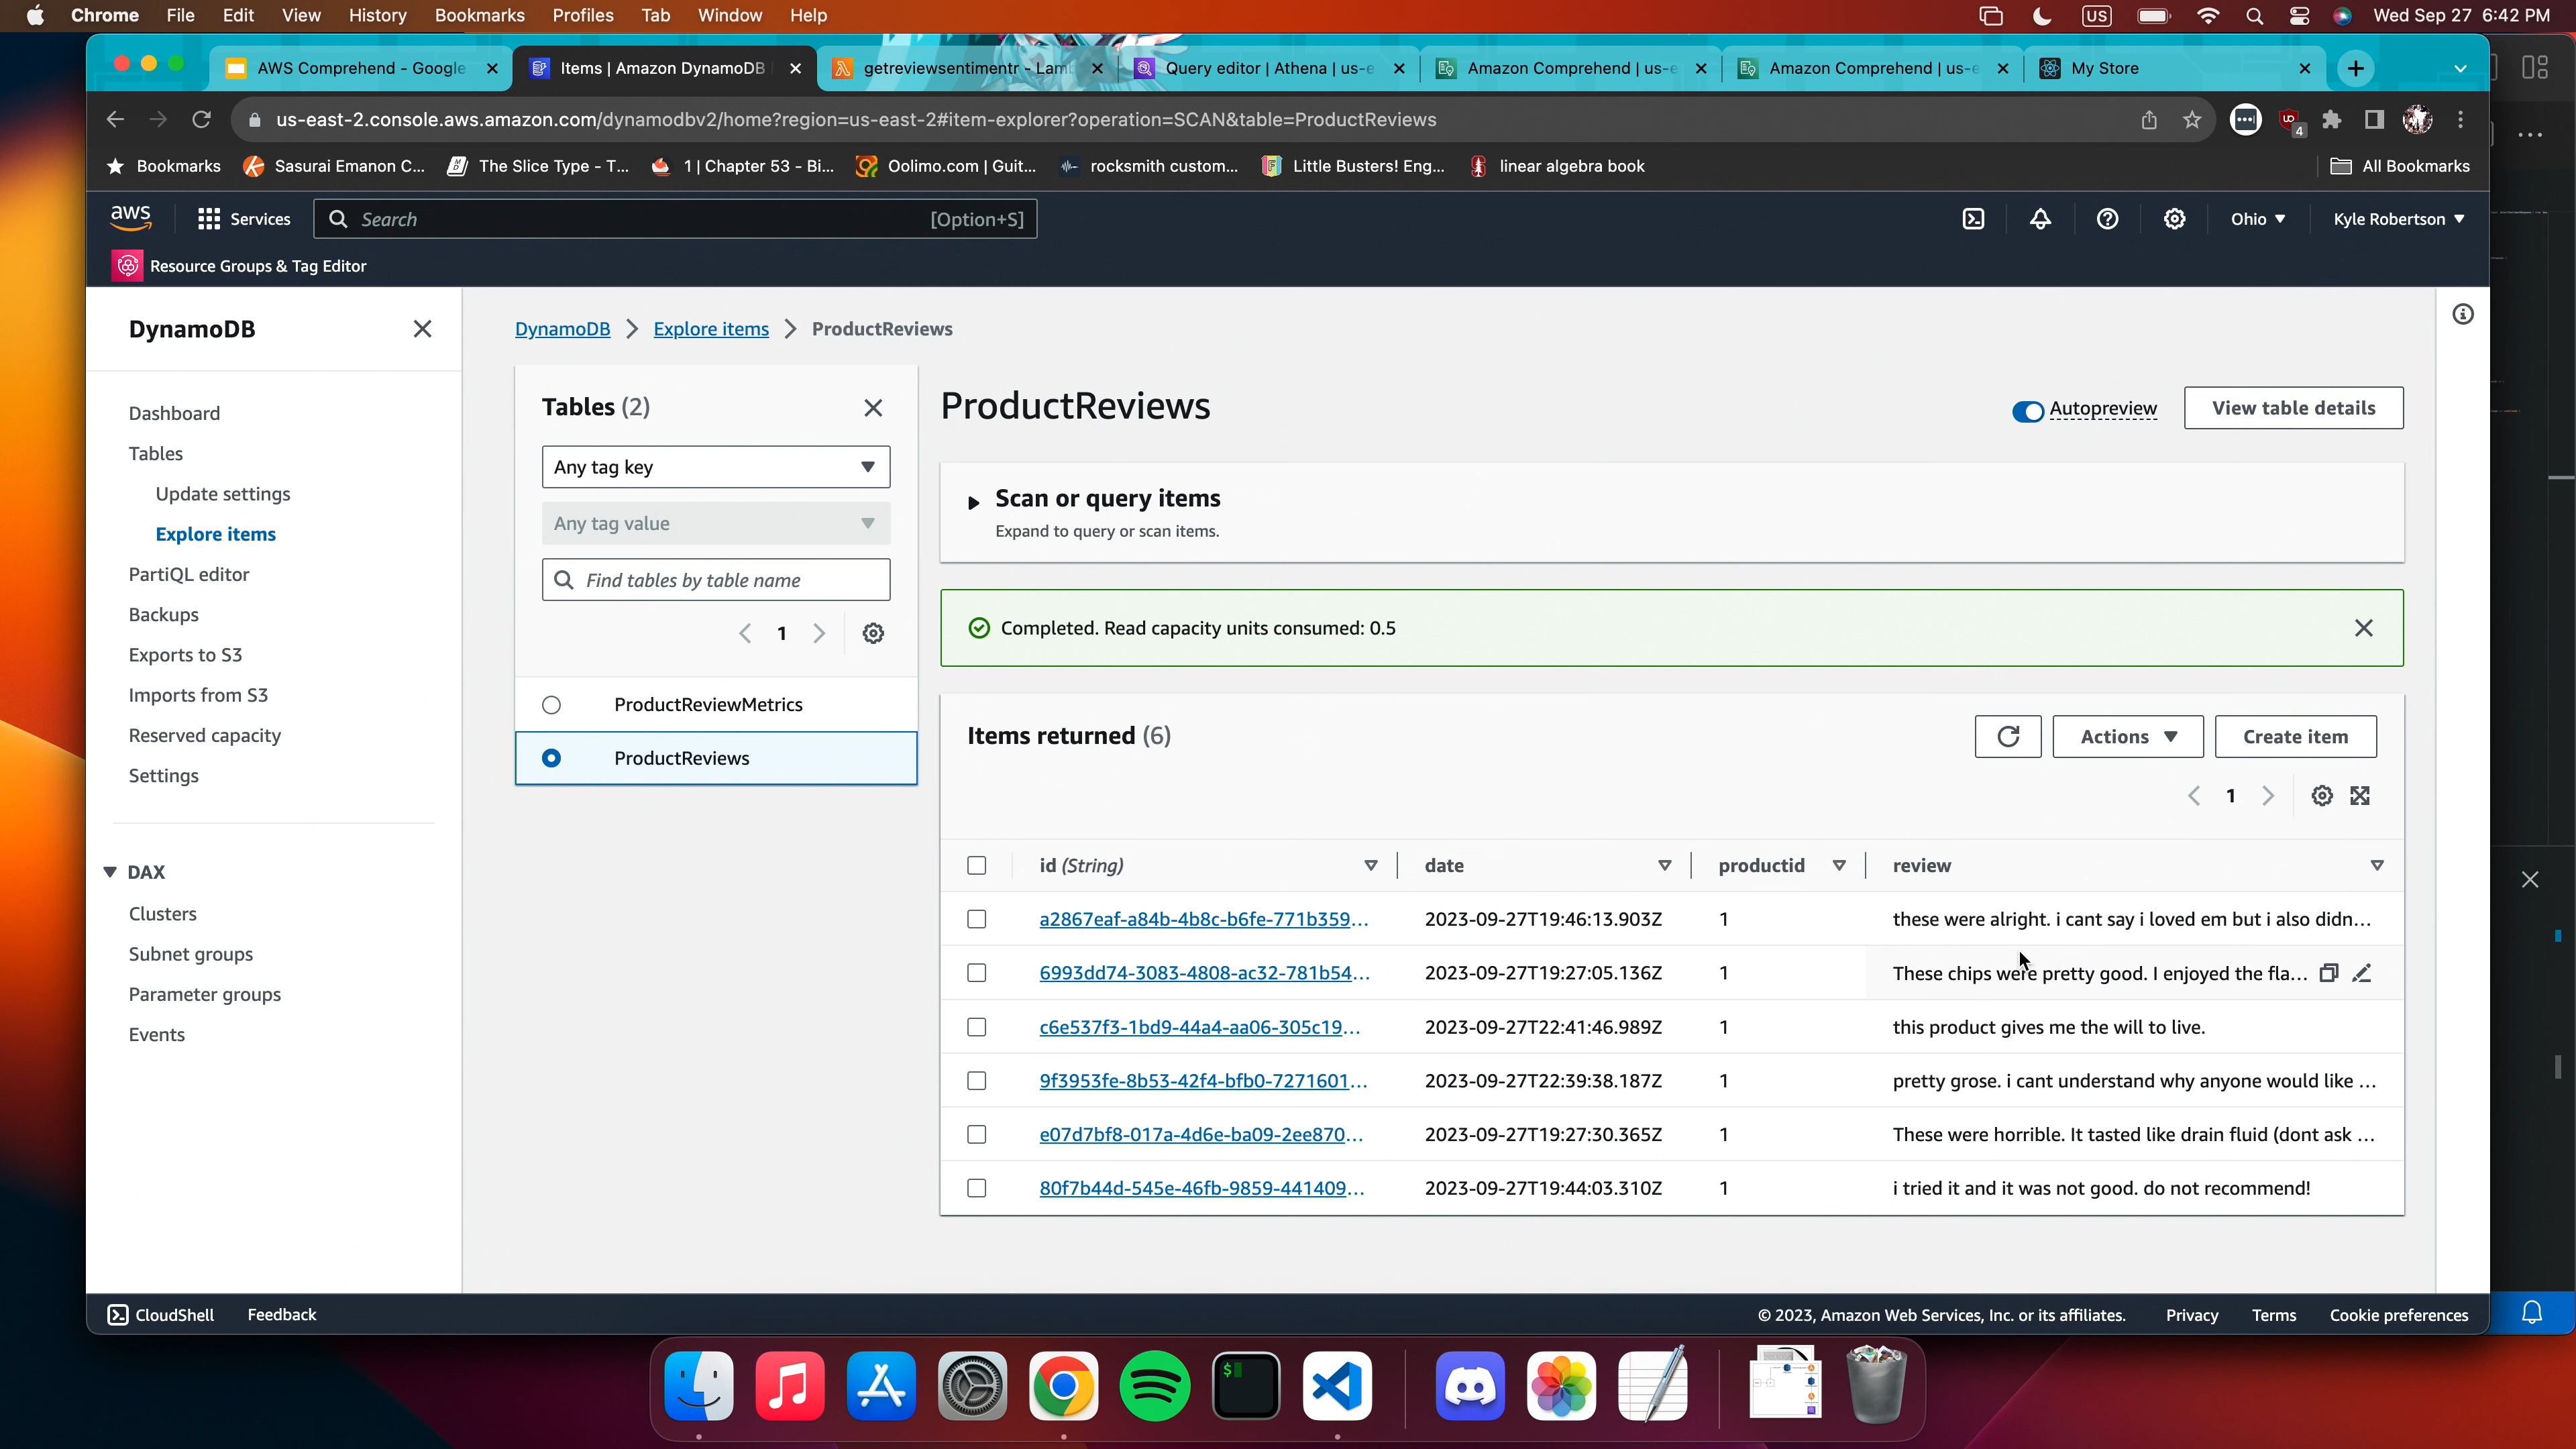 Chrome File Edit View History Bookmarks Profiles Tab Window Help US Wed Sep 27 6:42 PM
AWS Comprehend - Google Items | Amazon DynamoDB getreviewsentimentr - Lam Query editor | Athena | us-e Amazon Comprehend | us-e Amazon Comprehend | us-e My Store
us-east-2.console.aws.amazon.com/dynamodbv2/home?region=us-east-2#item-explorer?operation=SCAN&table=ProductReviews 4
Bookmarks Sasurai Emanon C... The Slice Type - T... 1 | Chapter 53 - Bi... Oolimo.com | Guit... rocksmith custom... Little Busters! Eng... linear algebra book All Bookmarks
aws Services Search [Option+S] Ohio Kyle Robertson
Resource Groups & Tag Editor
DynamoDB
Dashboard
Tables
Update settings
Explore items
PartiQL editor
Backups
Exports to S3
Imports from S3
Reserved capacity
Settings
DAX
Clusters
Subnet groups
Parameter groups
Events
DynamoDB Explore items ProductReviews
Tables (2)
Any tag key
Any tag value
Find tables by table name
1
ProductReviewMetrics
ProductReviews
ProductReviews
Autopreview View table details
Scan or query items
Expand to query or scan items.
Completed. Read capacity units consumed: 0.5
Items returned (6) Actions Create item
1
id (String) date productid review
a2867eaf-a84b-4b8c-b6fe-771b359... 2023-09-27T19:46:13.903Z 1 these were alright. i cant say i loved em but i also didn...
6993dd74-3083-4808-ac32-781b54... 2023-09-27T19:27:05.136Z 1 These chips were pretty good. I enjoyed the fla...
c6e537f3-1bd9-44a4-aa06-305c19... 2023-09-27T22:41:46.989Z 1 this product gives me the will to live.
9f3953fe-8b53-42f4-bfb0-7271601... 2023-09-27T22:39:38.187Z 1 pretty grose. i cant understand why anyone would like ...
e07d7bf8-017a-4d6e-ba09-2ee870... 2023-09-27T19:27:30.365Z 1 These were horrible. It tasted like drain fluid (dont ask ...
80f7b44d-545e-46fb-9859-441409... 2023-09-27T19:44:03.310Z 1 i tried it and it was not good. do not recommend!
CloudShell Feedback © 2023, Amazon Web Services, Inc. or its affiliates. Privacy Terms Cookie preferences